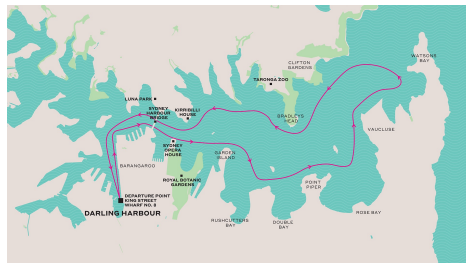 WATSONS
BAY
CLIFTON
GARDENS
TARONGA ZOO
LUNA PARK
SYDNEY
HARBOUR
BRIDGE
KIRRIBILLI
HOUSE
BRADLEYS
HEAD
VAUCLUSE
SYDNEY
OPERA
HOUSE
GARDEN
ISLAND
BARANGAROO
ROYAL BOTANIC
GARDENS
POINT
PIPER
DEPARTURE POINT
KING STREET
WHARF NO. 8
DARLING HARBOUR
ROSE BAY
RUSHCUTTERS
BAY
DOUBLE
BAY